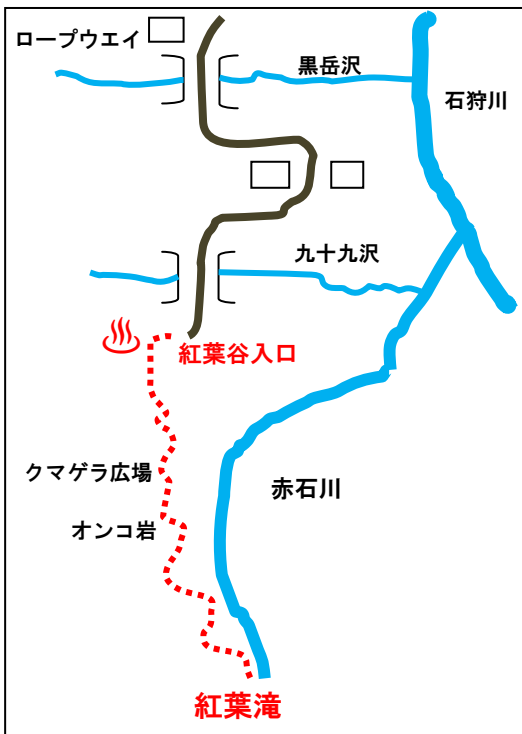 ロープウエイ
黒岳沢
石狩川
九十九沢
紅葉谷入口
クマゲラ広場
赤石川
オンコ岩
紅葉滝